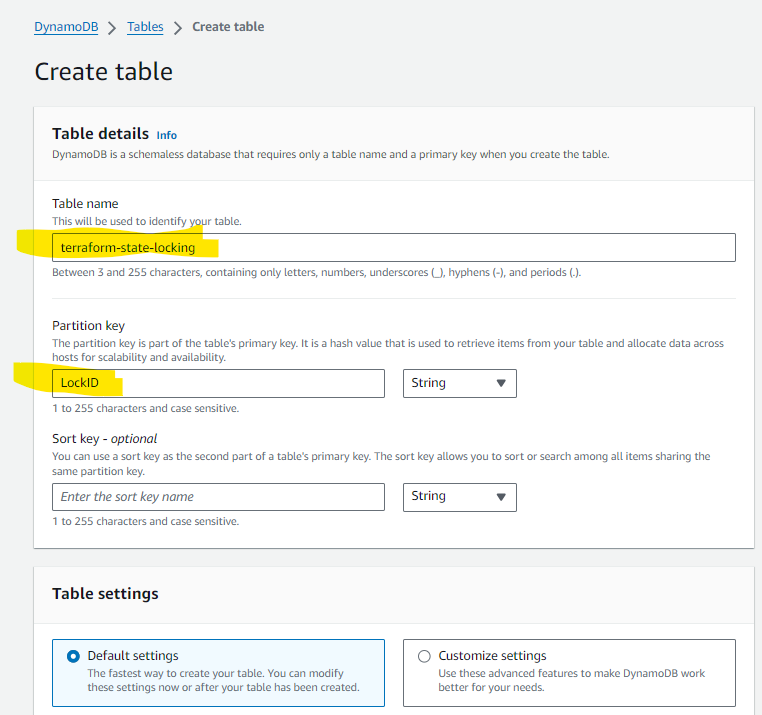 DynamoDB > Tables > Create table
Create table
Table details Info
DynamoDB is a schemaless database that requires only a table name and a primary key when you create the table.
Table name
This will be used to identify your table.
terraform-state-locking
Between 3 and 255 characters, containing only letters, numbers, underscores (_), hyphens (-), and periods (.).
Partition key
The partition key is part of the table's primary key. It is a hash value that is used to retrieve items from your table and allocate data across
hosts for scalability and availability.
LockID String
1 to 255 characters and case sensitive.
Sort key - optional
You can use a sort key as the second part of a table's primary key. The sort key allows you to sort or search among all items sharing the
same partition key.
Enter the sort key name String
1 to 255 characters and case sensitive.
Table settings
Default settings
The fastest way to create your table. You can modify
these settings now or after your table has been created.
Customize settings
Use these advanced features to make DynamoDB work
better for your needs.